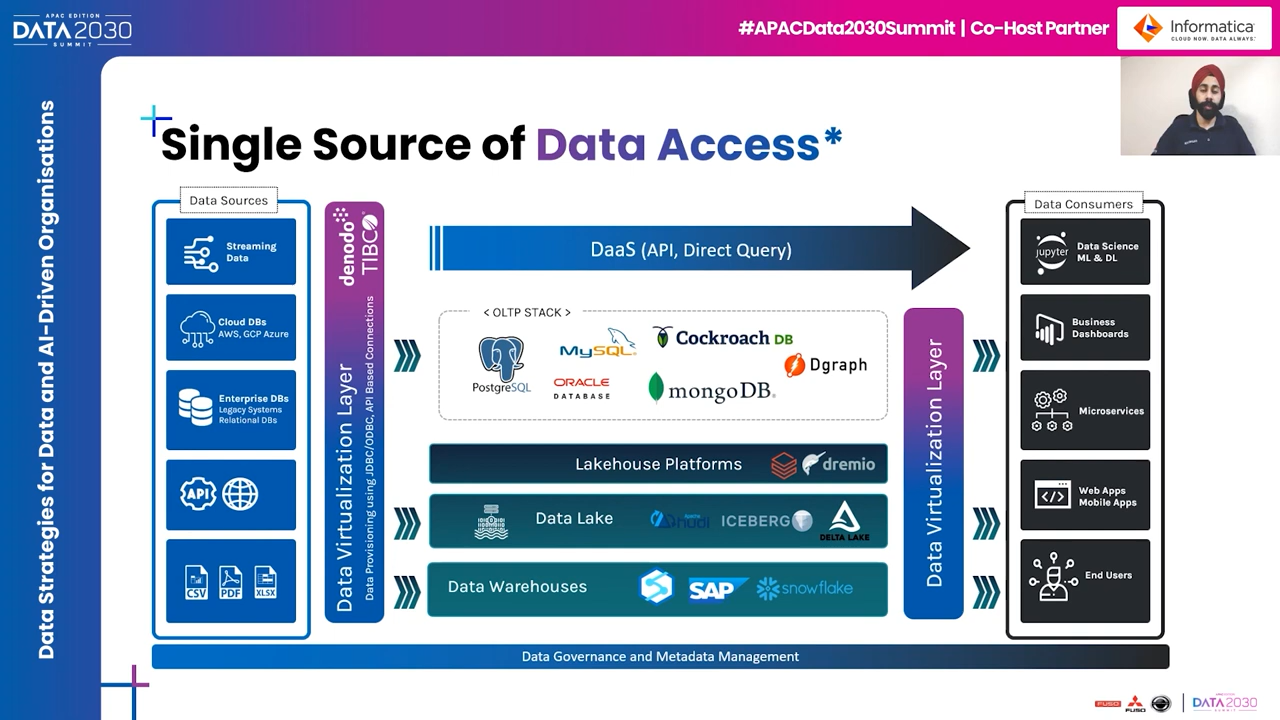 APAC EDITION
DATA2030
SUMMIT
#APACData2030Summit | Co-Host Partner
Informatica
CLOUD NOW. DATA ALWAYS.
Data Strategies for Data and AI-Driven Organisations
Single Source of Data Access*
Data Sources
Streaming
Data
Cloud DBs
AWS, GCP Azure
Enterprise DBs
Legacy Systems
Relational DBs
API
CSV
PDF
XLSX
denodo
TIBCO
Data Virtualization Layer
Data Provisioning using JDBC/ODBC, API Based Connections
DaaS (API, Direct Query)
< OLTP STACK >
PostgreSQL
MySQL
Cockroach DB
Dgraph
ORACLE
DATABASE
mongoDB
Lakehouse Platforms
dremio
Data Lake
Apache
hudi
ICEBERG
DELTA LAKE
Data Warehouses
SAP
snowflake
Data Virtualization Layer
Data Consumers
jupyter
Data Science
ML & DL
Business
Dashboards
Microservices
Web Apps
Mobile Apps
End Users
Data Governance and Metadata Management
FUSO
FUSO
DATA2030
SUMMIT